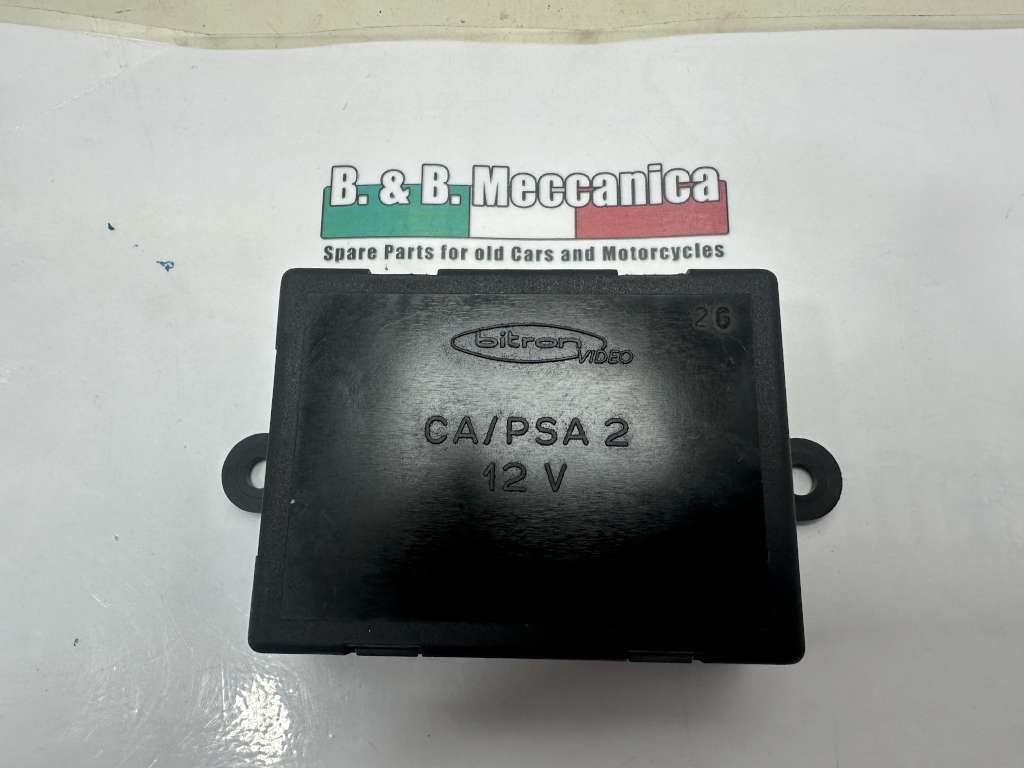 B. & B. Meccanica
Spare Parts for old Cars and Motorcycles
26
bitron
VIDEO
CA/PSA 2
12 V